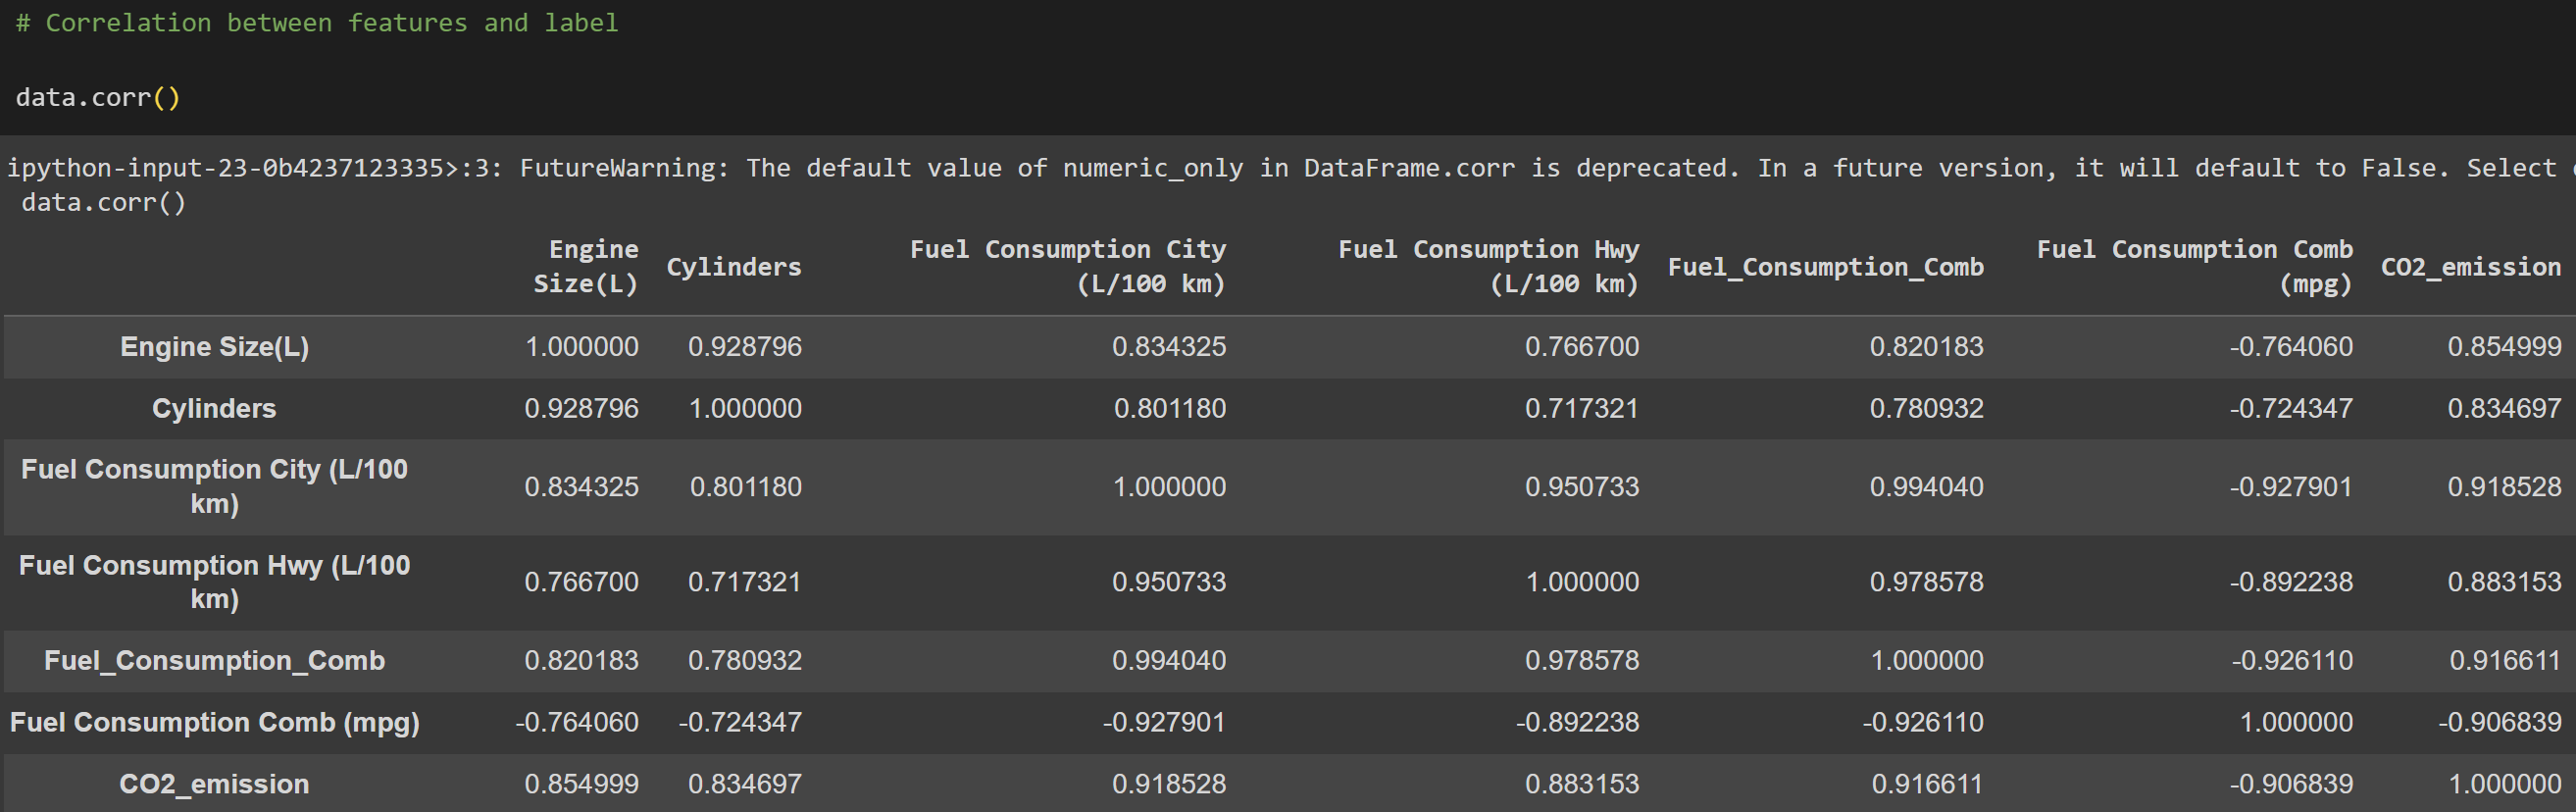 # Correlation between features and label
data.corr()
ipython-input-23-0b4237123335>:3: FutureWarning: The default value of numeric_only in DataFrame.corr is deprecated. In a future version, it will default to False. Select
data.corr()
Engine Size(L) Cylinders Fuel Consumption City (L/100 km) Fuel Consumption Hwy (L/100 km) Fuel_Consumption_Comb Fuel Consumption Comb (mpg) CO2_emission
Engine Size(L) 1.000000 0.928796 0.834325 0.766700 0.820183 -0.764060 0.854999
Cylinders 0.928796 1.000000 0.801180 0.717321 0.780932 -0.724347 0.834697
Fuel Consumption City (L/100 km) 0.834325 0.801180 1.000000 0.950733 0.994040 -0.927901 0.918528
Fuel Consumption Hwy (L/100 km) 0.766700 0.717321 0.950733 1.000000 0.978578 -0.892238 0.883153
Fuel_Consumption_Comb 0.820183 0.780932 0.994040 0.978578 1.000000 -0.926110 0.916611
Fuel Consumption Comb (mpg) -0.764060 -0.724347 -0.927901 -0.892238 -0.926110 1.000000 -0.906839
CO2_emission 0.854999 0.834697 0.918528 0.883153 0.916611 -0.906839 1.000000